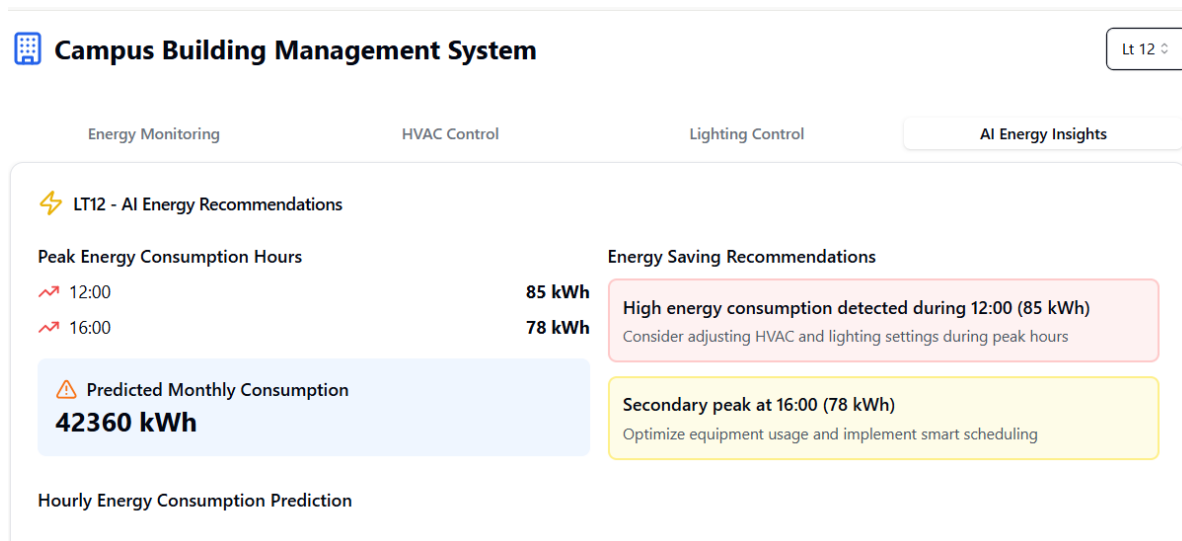 Campus Building Management System
Lt 12
Energy Monitoring
HVAC Control
Lighting Control
AI Energy Insights
LT12 - AI Energy Recommendations
Peak Energy Consumption Hours
12:00 85 kWh
16:00 78 kWh
Predicted Monthly Consumption
42360 kWh
Energy Saving Recommendations
High energy consumption detected during 12:00 (85 kWh)
Consider adjusting HVAC and lighting settings during peak hours
Secondary peak at 16:00 (78 kWh)
Optimize equipment usage and implement smart scheduling
Hourly Energy Consumption Prediction